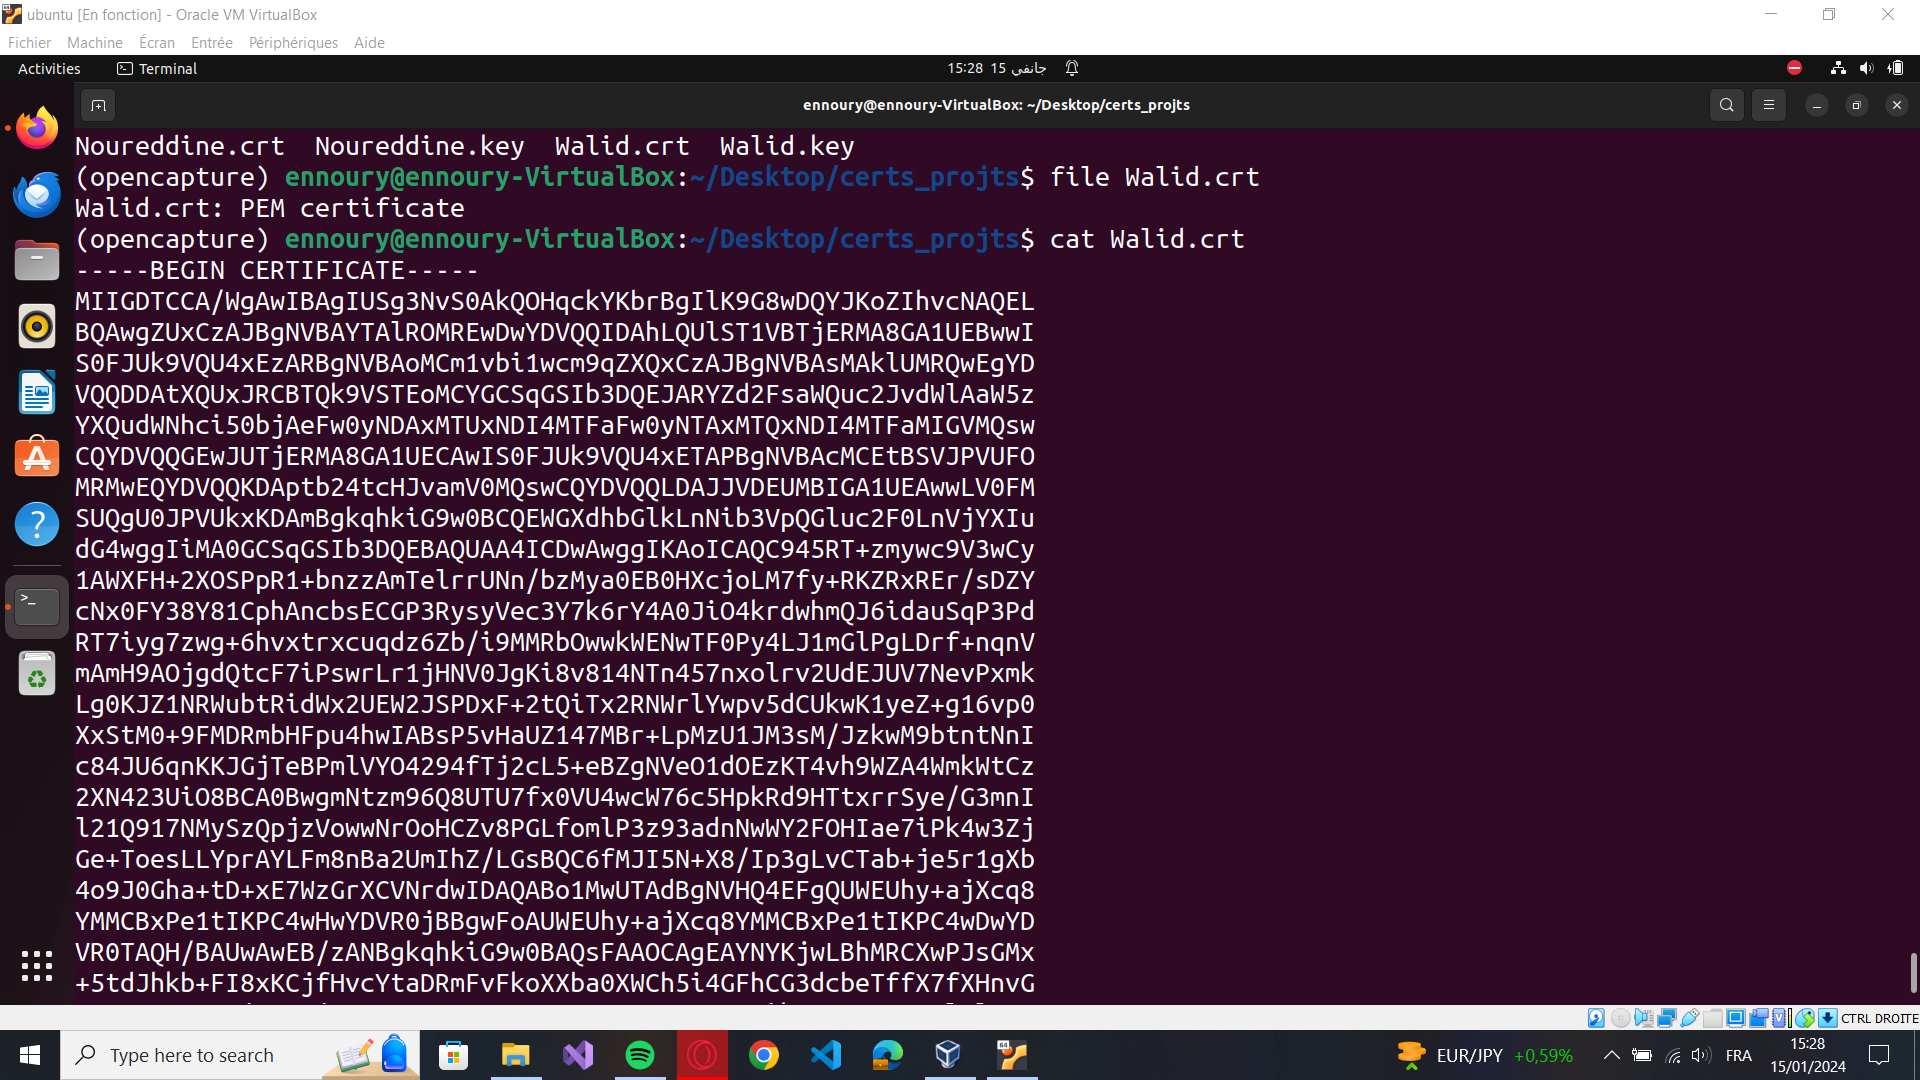 ubuntu [En fonction] - Oracle VM VirtualBox
Fichier Machine Écran Entrée Périphériques Aide
Activities Terminal 15:28 15 جانفي
ennoury@ennoury-VirtualBox: ~/Desktop/certs_projts
Noureddine.crt Noureddine.key Walid.crt Walid.key
(opencapture) ennoury@ennoury-VirtualBox:~/Desktop/certs_projts$ file Walid.crt
Walid.crt: PEM certificate
(opencapture) ennoury@ennoury-VirtualBox:~/Desktop/certs_projts$ cat Walid.crt
-----BEGIN CERTIFICATE-----
MIIGDTCCA/WgAwIBAgIUSg3NvS0AkQOHqckYKbrBgIlK9G8wDQYJKoZIhvcNAQEL
BQAwgZUxCzAJBgNVBAYTAlROMREwDwYDVQQIDAhLQUlST1VBTjERMA8GA1UEBwwI
S0FJUk9VQU4xEzARBgNVBAoMCm1vbi1wcm9qZXQxCzAJBgNVBAsMAklUMRQwEgYD
VQQDDAtXQUxJRCBTQk9VSTEoMCYGCSqGSIb3DQEJARYZd2FsaWQuc2JvdWlAaW5z
YXQudWNhci50bjAeFw0yNDAxMTUxNDI4MTFaFw0yNTAxMTQxNDI4MTFaMIGVMQsw
CQYDVQQGEwJUTjERMA8GA1UECAwIS0FJUk9VQU4xETAPBgNVBAcMCEtBSVJPVUFO
MRMwEQYDVQQKDAptb24tcHJvamV0MQswCQYDVQQLDAJJVDEUMBIGA1UEAwwLV0FM
SUQgU0JPVUkxKDAmBgkqhkiG9w0BCQEWGXdhbGlkLnNib3VpQGluc2F0LnVjYXIu
dG4wggIiMA0GCSqGSIb3DQEBAQUAA4ICDwAwggIKAoICAQC945RT+zmywc9V3wCy
1AWXFH+2XOSPpR1+bnzzAmTelrrUNn/bzMya0EB0HXcjoLM7fy+RKZRxREr/sDZY
cNx0FY38Y81CphAncbsECGP3RysyVec3Y7k6rY4A0JiO4krdwhmQJ6idauSqP3Pd
RT7iyg7zwg+6hvxtrxcuqdz6Zb/i9MMRbOwwkWENwTF0Py4LJ1mGlPgLDrf+nqnV
mAmH9AOjgdQtcF7iPswrLr1jHNV0JgKi8v814NTn457nxolrv2UdEJUV7NevPxmk
Lg0KJZ1NRWubtRidWx2UEW2JSPDxF+2tQiTx2RNWrlYwpv5dCUkwK1yeZ+g16vp0
XxStM0+9FMDRmbHFpu4hwIABsP5vHaUZ147MBr+LpMzU1JM3sM/JzkwM9btntNnI
c84JU6qnKKJGjTeBPmlVYO4294fTj2cL5+eBZgNVeO1dOEzKT4vh9WZA4WmkWtCz
2XN423UiO8BCA0BwgmNtzm96Q8UTU7fx0VU4wcW76c5HpkRd9HTtxrrSye/G3mnI
l21Q917NMySzQpjzVowwNrOoHCZv8PGLfomlP3z93adnNwWY2FOHIae7iPk4w3Zj
Ge+ToesLLYprAYLFm8nBa2UmIhZ/LGsBQC6fMJI5N+X8/Ip3gLvCTab+je5r1gXb
4o9J0Gha+tD+xE7WzGrXCVNrdwIDAQABo1MwUTAdBgNVHQ4EFgQUWEUhy+ajXcq8
YMMCBxPe1tIKPC4wHwYDVR0jBBgwFoAUWEUhy+ajXcq8YMMCBxPe1tIKPC4wDwYD
VR0TAQH/BAUwAwEB/zANBgkqhkiG9w0BAQsFAAOCAgEAYNYKjwLBhMRCXwPJsGMx
+5tdJhkb+FI8xKCjfHvcYtaDRmFvFkoXXba0XWCh5i4GFhCG3dcbeTffX7fXHnvG
CTRL DROITE
Type here to search
EUR/JPY +0,59%
FRA
15:28
15/01/2024